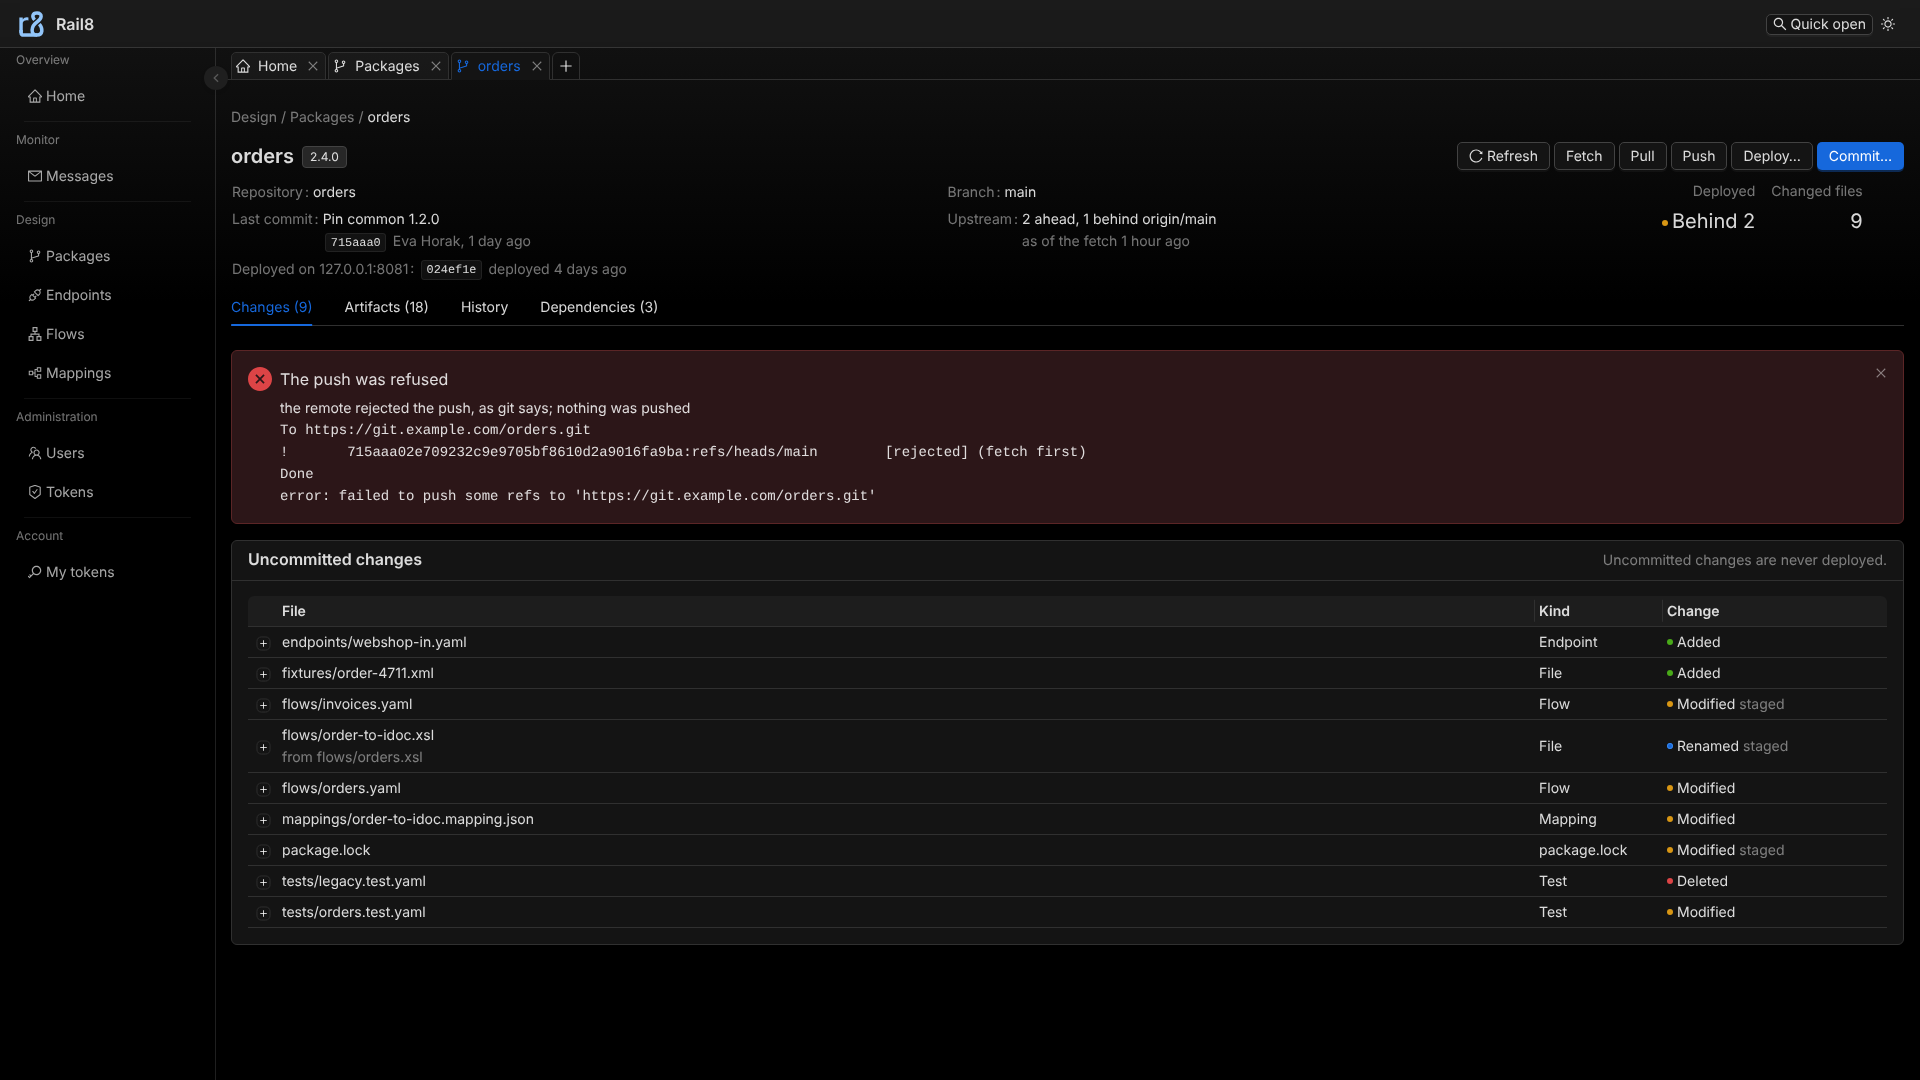 Rail8
Quick open
Overview
Home
Monitor
Messages
Design
Packages
Endpoints
Flows
Mappings
Administration
Users
Tokens
Account
My tokens
Home
Packages
orders
Design / Packages / orders
orders 2.4.0
Refresh
Fetch
Pull
Push
Deploy...
Commit...
Repository: orders
Branch: main
Deployed
Changed files
Last commit: Pin common 1.2.0
Upstream: 2 ahead, 1 behind origin/main
Behind 2
9
715aaa0 Eva Horak, 1 day ago
as of the fetch 1 hour ago
Deployed on 127.0.0.1:8081: 024ef1e deployed 4 days ago
Changes (9)
Artifacts (18)
History
Dependencies (3)
The push was refused
the remote rejected the push, as git says; nothing was pushed
To https://git.example.com/orders.git
! 715aaa02e709232c9e9705bf8610d2a9016fa9ba:refs/heads/main [rejected] (fetch first)
Done
error: failed to push some refs to 'https://git.example.com/orders.git'
Uncommitted changes
Uncommitted changes are never deployed.
File Kind Change
endpoints/webshop-in.yaml Endpoint Added
fixtures/order-4711.xml File Added
flows/invoices.yaml Flow Modified staged
flows/order-to-idoc.xsl
from flows/orders.xsl
File Renamed staged
flows/orders.yaml Flow Modified
mappings/order-to-idoc.mapping.json Mapping Modified
package.lock package.lock Modified staged
tests/legacy.test.yaml Test Deleted
tests/orders.test.yaml Test Modified